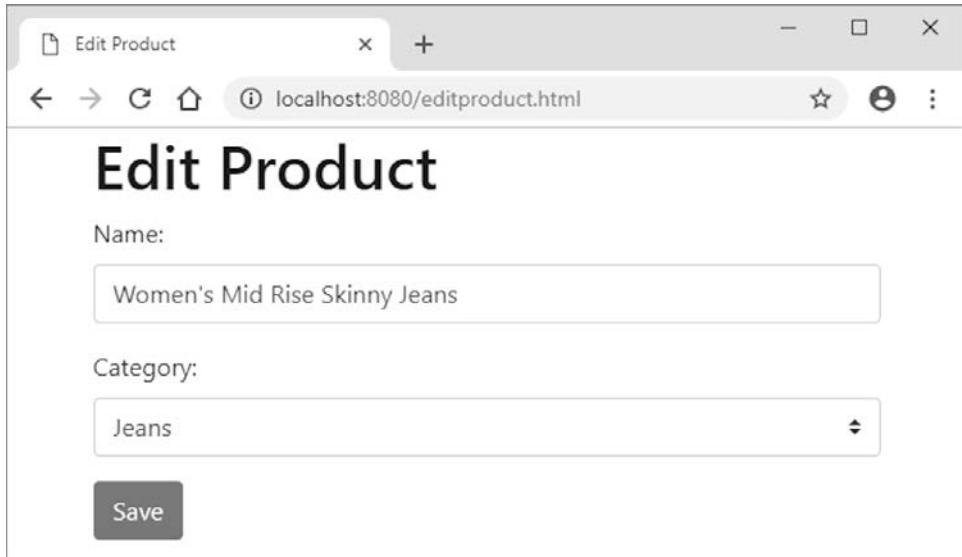 Edit Product
localhost:8080/editproduct.html
Edit Product
Name:
Women's Mid Rise Skinny Jeans
Category:
Jeans
Save